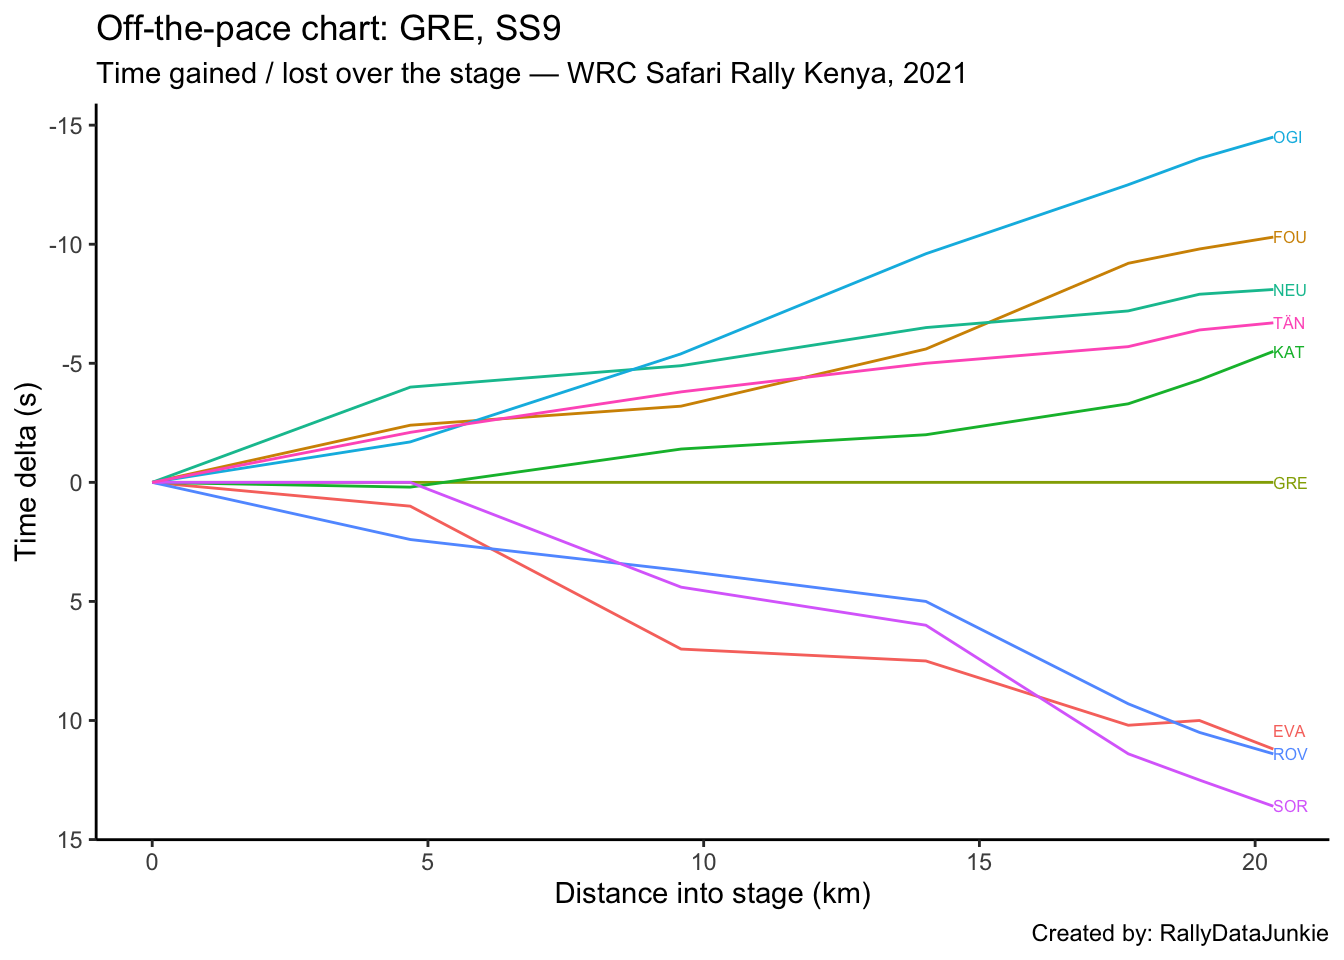 Off-the-pace chart: GRE, SS9
Time gained / lost over the stage — WRC Safari Rally Kenya, 2021
Time delta (s)
-15
-10
-5
0
5
10
15
OGI
FOU
NEU
TÄN
KAT
GRE
EVA
ROV
SOR
0 5 10 15 20
Distance into stage (km)
Created by: RallyDataJunkie